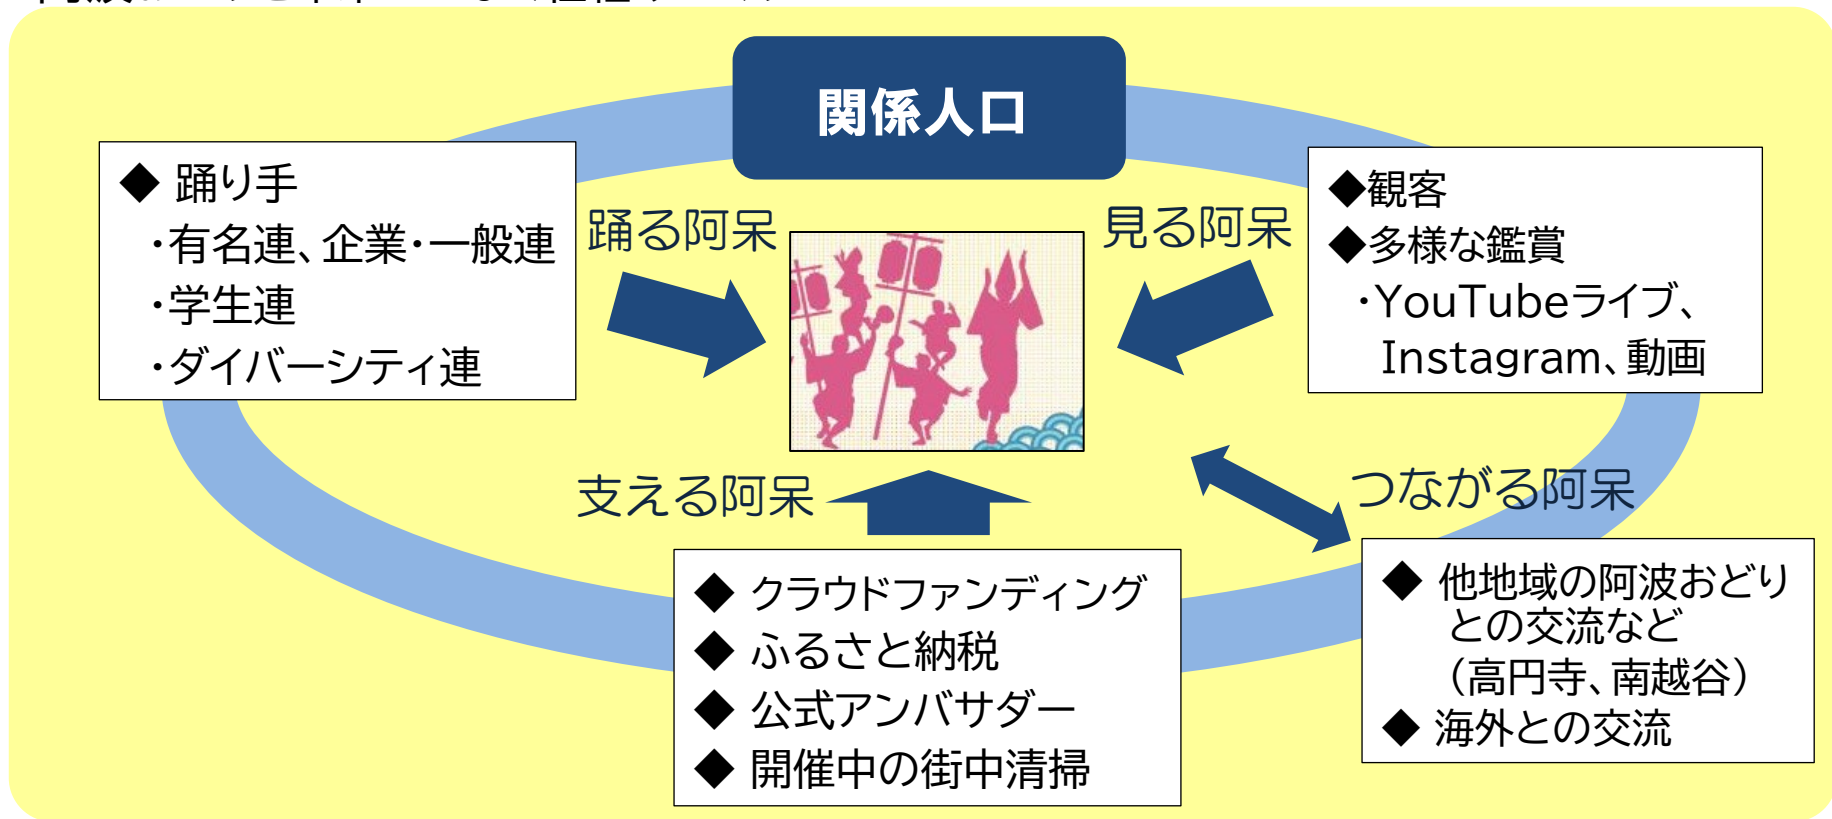 関係人口
◆ 踊り手
・有名連、企業・一般連
・学生連
・ダイバーシティ連
踊る阿呆
見る阿呆
◆観客
◆多様な鑑賞
・YouTubeライブ、
Instagram、動画
支える阿呆
つながる阿呆
◆ クラウドファンディング
◆ ふるさと納税
◆ 公式アンバサダー
◆ 開催中の街中清掃
◆ 他地域の阿波おどり
との交流など
（高円寺、南越谷）
◆ 海外との交流